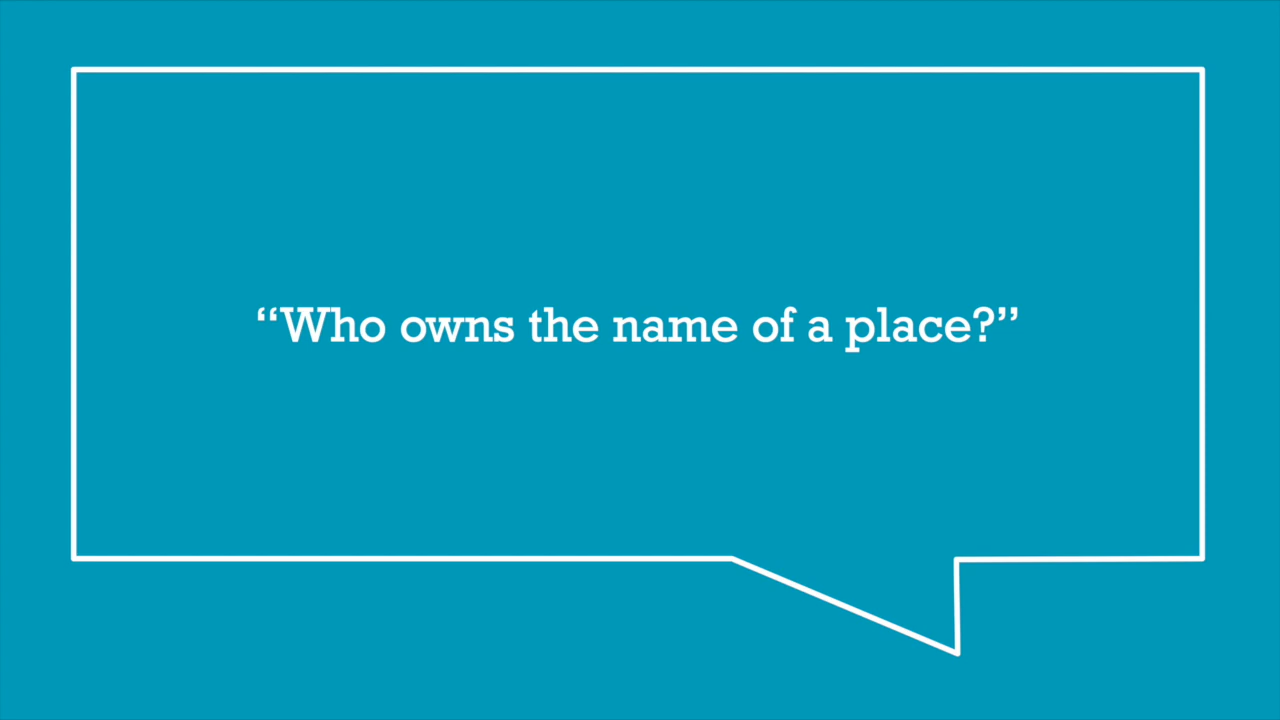 “Who owns the name of a place?”